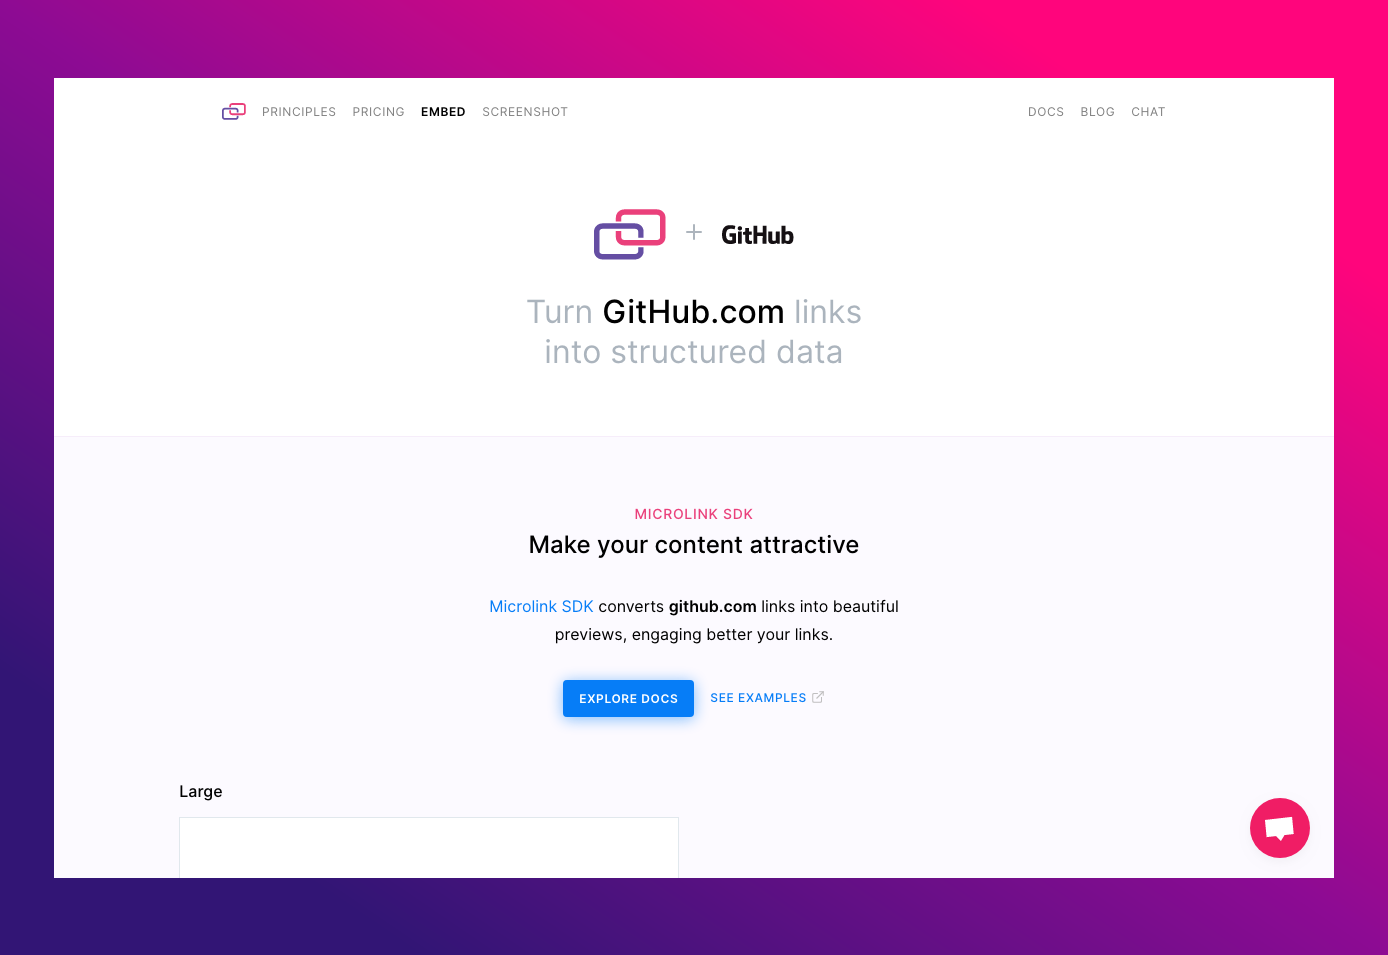 PRINCIPLES PRICING EMBED SCREENSHOT DOCS BLOG CHAT
GitHub
Turn GitHub.com links
into structured data
MICROLINK SDK
Make your content attractive
Microlink SDK converts github.com links into beautiful
previews, engaging better your links.
EXPLORE DOCS SEE EXAMPLES
Large